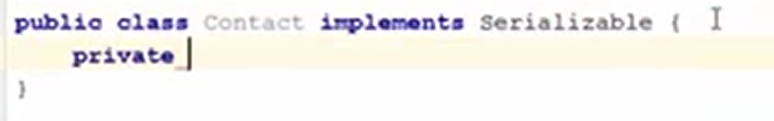 public class Contact implements Serializable {
private
}